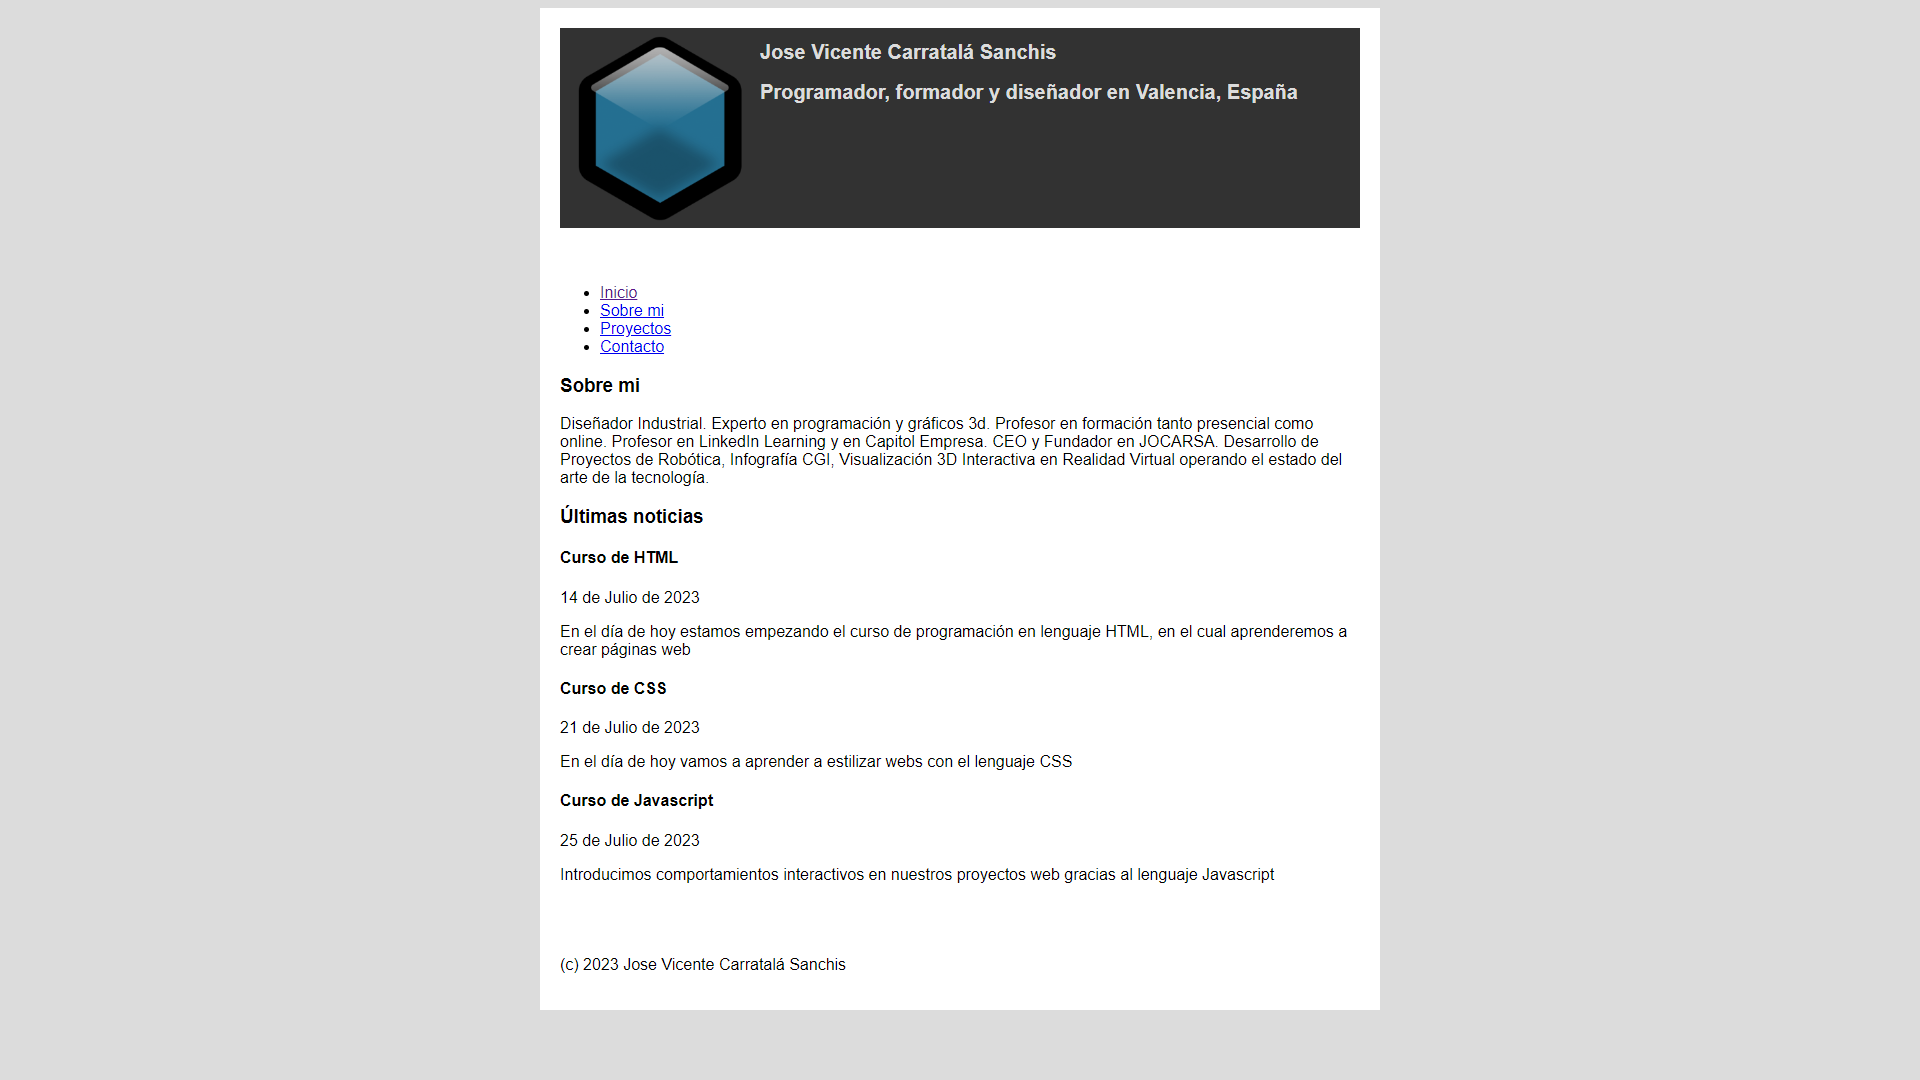 Jose Vicente Carratalá Sanchis
Programador, formador y diseñador en Valencia, España
Inicio
Sobre mi
Proyectos
Contacto
Sobre mi
Diseñador Industrial. Experto en programación y gráficos 3d. Profesor en formación tanto presencial como
online. Profesor en LinkedIn Learning y en Capitol Empresa. CEO y Fundador en JOCARSA. Desarrollo de
Proyectos de Robótica, Infografía CGI, Visualización 3D Interactiva en Realidad Virtual operando el estado del
arte de la tecnología.
Últimas noticias
Curso de HTML
14 de Julio de 2023
En el día de hoy estamos empezando el curso de programación en lenguaje HTML, en el cual aprenderemos a
crear páginas web
Curso de CSS
21 de Julio de 2023
En el día de hoy vamos a aprender a estilizar webs con el lenguaje CSS
Curso de Javascript
25 de Julio de 2023
Introducimos comportamientos interactivos en nuestros proyectos web gracias al lenguaje Javascript
(c) 2023 Jose Vicente Carratalá Sanchis